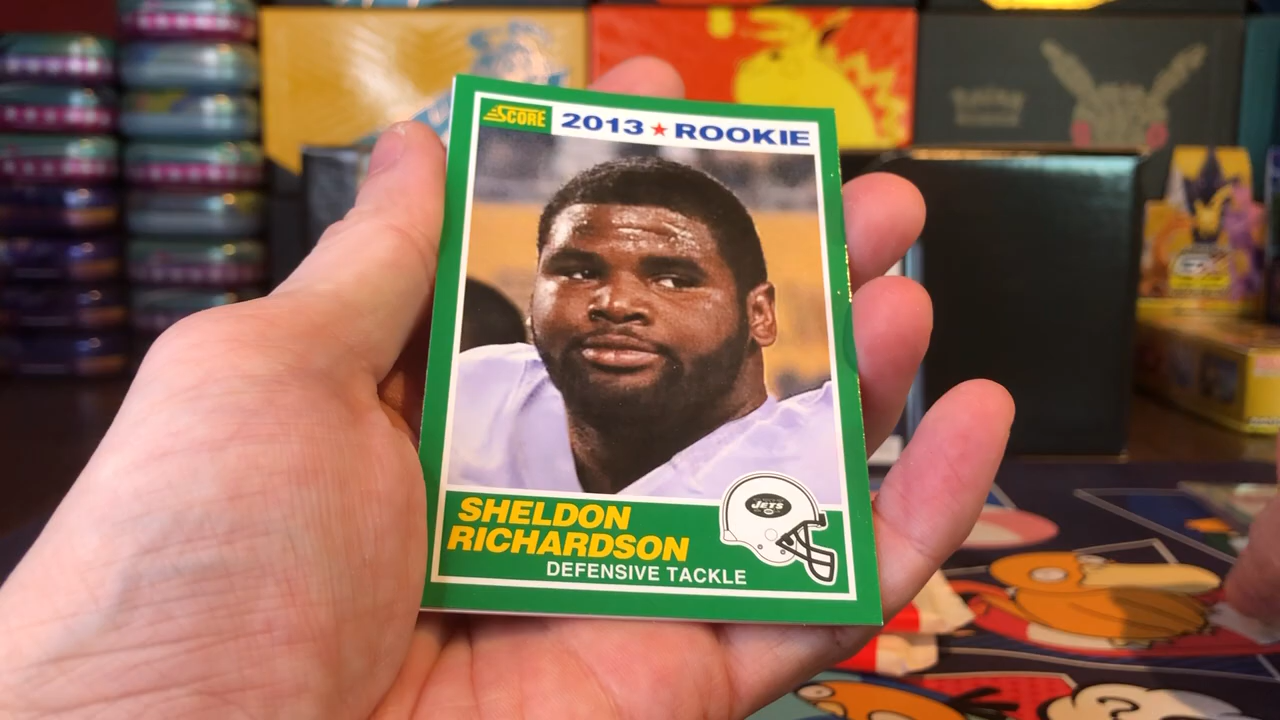 SCORE 2013 ★ ROOKIE
SHELDON
RICHARDSON
DEFENSIVE TACKLE
JETS